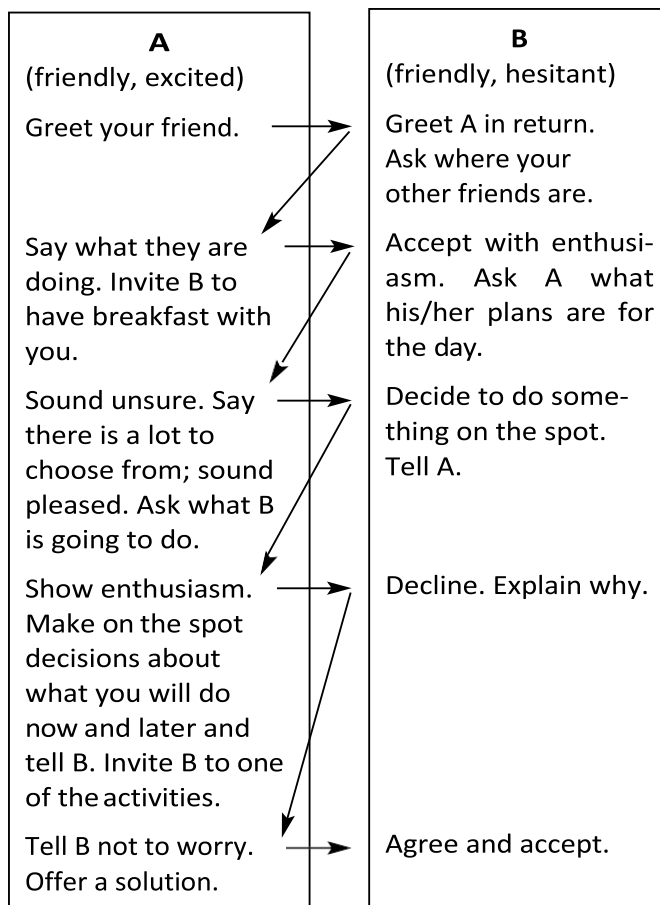 A
(friendly, excited)
Greet your friend.
Say what they are
doing. Invite B to
have breakfast with
you.
Sound unsure. Say
there is a lot to
choose from; sound
pleased. Ask what B
is going to do.
Show enthusiasm.
Make on the spot
decisions about
what you will do
now and later and
tell B. Invite B to one
of the activities.
Tell B not to worry.
Offer a solution.
B
(friendly, hesitant)
Greet A in return.
Ask where your
other friends are.
Accept with enthusi-
asm. Ask A what
his/her plans are for
the day.
Decide to do some-
thing on the spot.
Tell A.
Decline. Explain why.
Agree and accept.